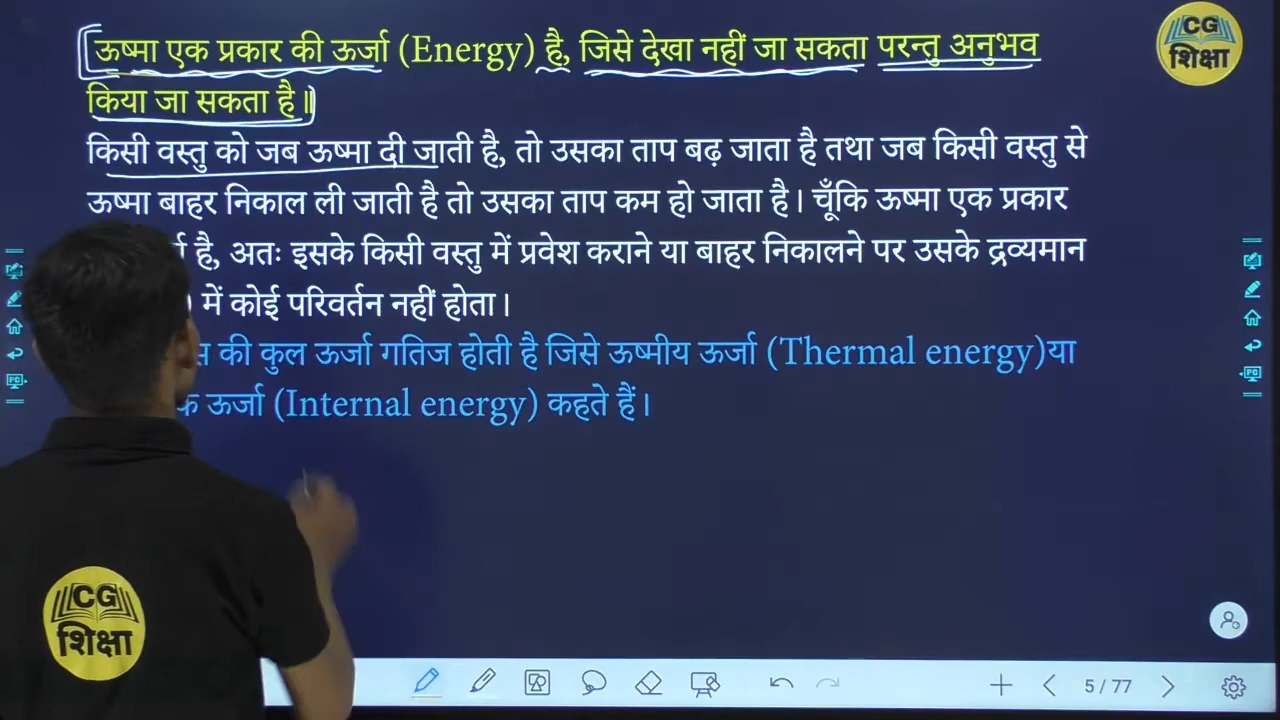 ऊष्मा एक प्रकार की ऊर्जा (Energy) है, जिसे देखा नहीं जा सकता परन्तु अनुभव
किया जा सकता है॥
किसी वस्तु को जब ऊष्मा दी जाती है, तो उसका ताप बढ़ जाता है तथा जब किसी वस्तु से
ऊष्मा बाहर निकाल ली जाती है तो उसका ताप कम हो जाता है। चूँकि ऊष्मा एक प्रकार
है, अतः इसके किसी वस्तु में प्रवेश कराने या बाहर निकालने पर उसके द्रव्यमान
में कोई परिवर्तन नहीं होता।
की कुल ऊर्जा गतिज होती है जिसे ऊष्मीय ऊर्जा (Thermal energy)या
ऊर्जा (Internal energy) कहते हैं।
CG
शिक्षा
CG
शिक्षा
5 / 77